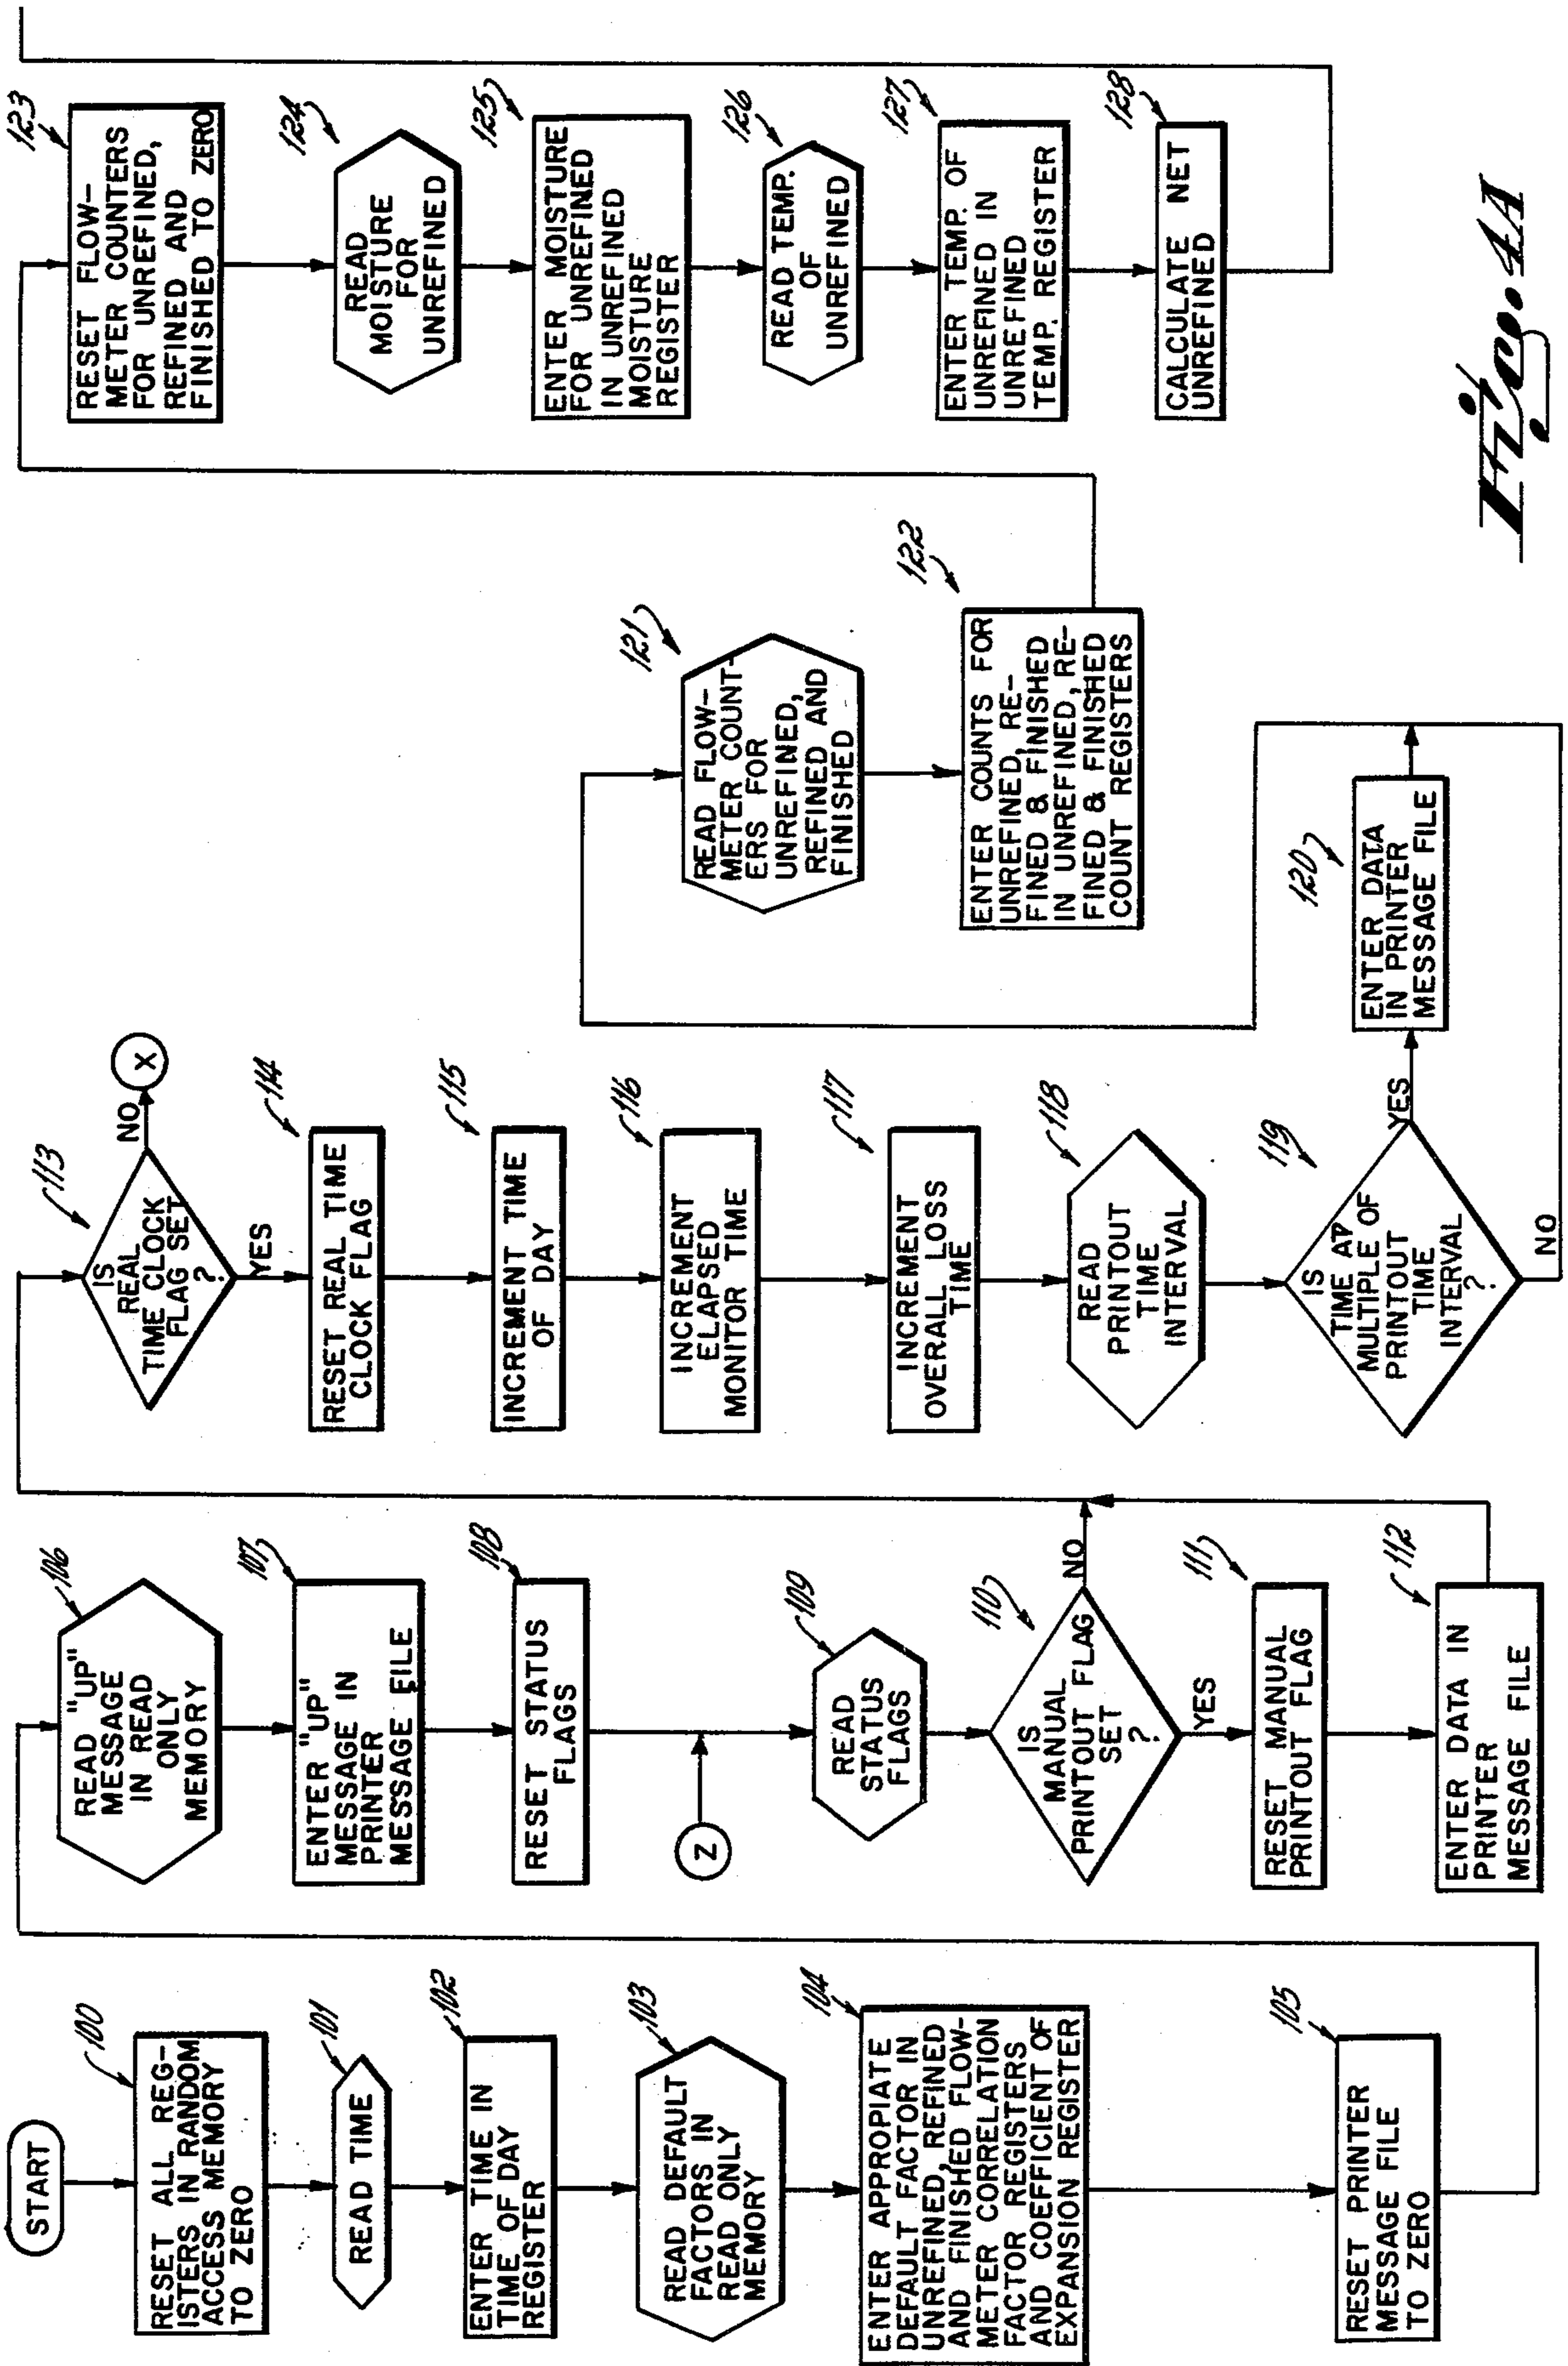 START
100
RESET ALL REG-
ISTERS IN RANDOM
ACCESS MEMORY
TO ZERO
101
READ TIME
102
ENTER TIME IN
TIME OF DAY
REGISTER
103
READ DEFAULT
FACTORS IN
READ ONLY
MEMORY
104
ENTER APPROPIATE
DEFAULT FACTOR IN
UNREFINED, REFINED
AND FINISHED FLOW-
METER CORRELATION
FACTOR REGISTERS
AND COEFFICIENT OF
EXPANSION REGISTER
105
RESET PRINTER
MESSAGE FILE
TO ZERO
106
READ "UP"
MESSAGE
IN READ
ONLY
MEMORY
107
ENTER "UP"
MESSAGE IN
PRINTER
MESSAGE FILE
108
RESET STATUS
FLAGS
Z
109
READ
STATUS
FLAGS
110
IS
MANUAL
PRINTOUT FLAG
SET
?
NO
YES
111
RESET MANUAL
PRINTOUT FLAG
112
ENTER DATA IN
PRINTER
MESSAGE FILE
113
IS
REAL
TIME CLOCK
FLAG SET
?
NO
X
YES
114
RESET REAL TIME
CLOCK FLAG
115
INCREMENT TIME
OF DAY
116
INCREMENT
ELAPSED
MONITOR TIME
117
INCREMENT
OVERALL LOSS
TIME
118
READ
PRINTOUT
TIME
INTERVAL
119
IS
TIME AT
MULTIPLE OF
PRINTOUT
TIME
INTERVAL
?
YES
NO
120
ENTER DATA
IN PRINTER
MESSAGE FILE
121
READ FLOW-
METER COUNT-
ERS FOR
UNREFINED,
REFINED AND
FINISHED
122
ENTER COUNTS FOR
UNREFINED, RE-
FINED & FINISHED
IN UNREFINED, RE-
FINED & FINISHED
COUNT REGISTERS
123
RESET FLOW-
METER COUNTERS
FOR UNREFINED,
REFINED AND
FINISHED TO ZERO
124
READ
MOISTURE
FOR
UNREFINED
125
ENTER MOISTURE
FOR UNREFINED
IN UNREFINED
MOISTURE
REGISTER
126
READ TEMP.
OF
UNREFINED
127
ENTER TEMP. OF
UNREFINED IN
UNREFINED
TEMP. REGISTER
128
CALCULATE NET
UNREFINED
Fig. 4A